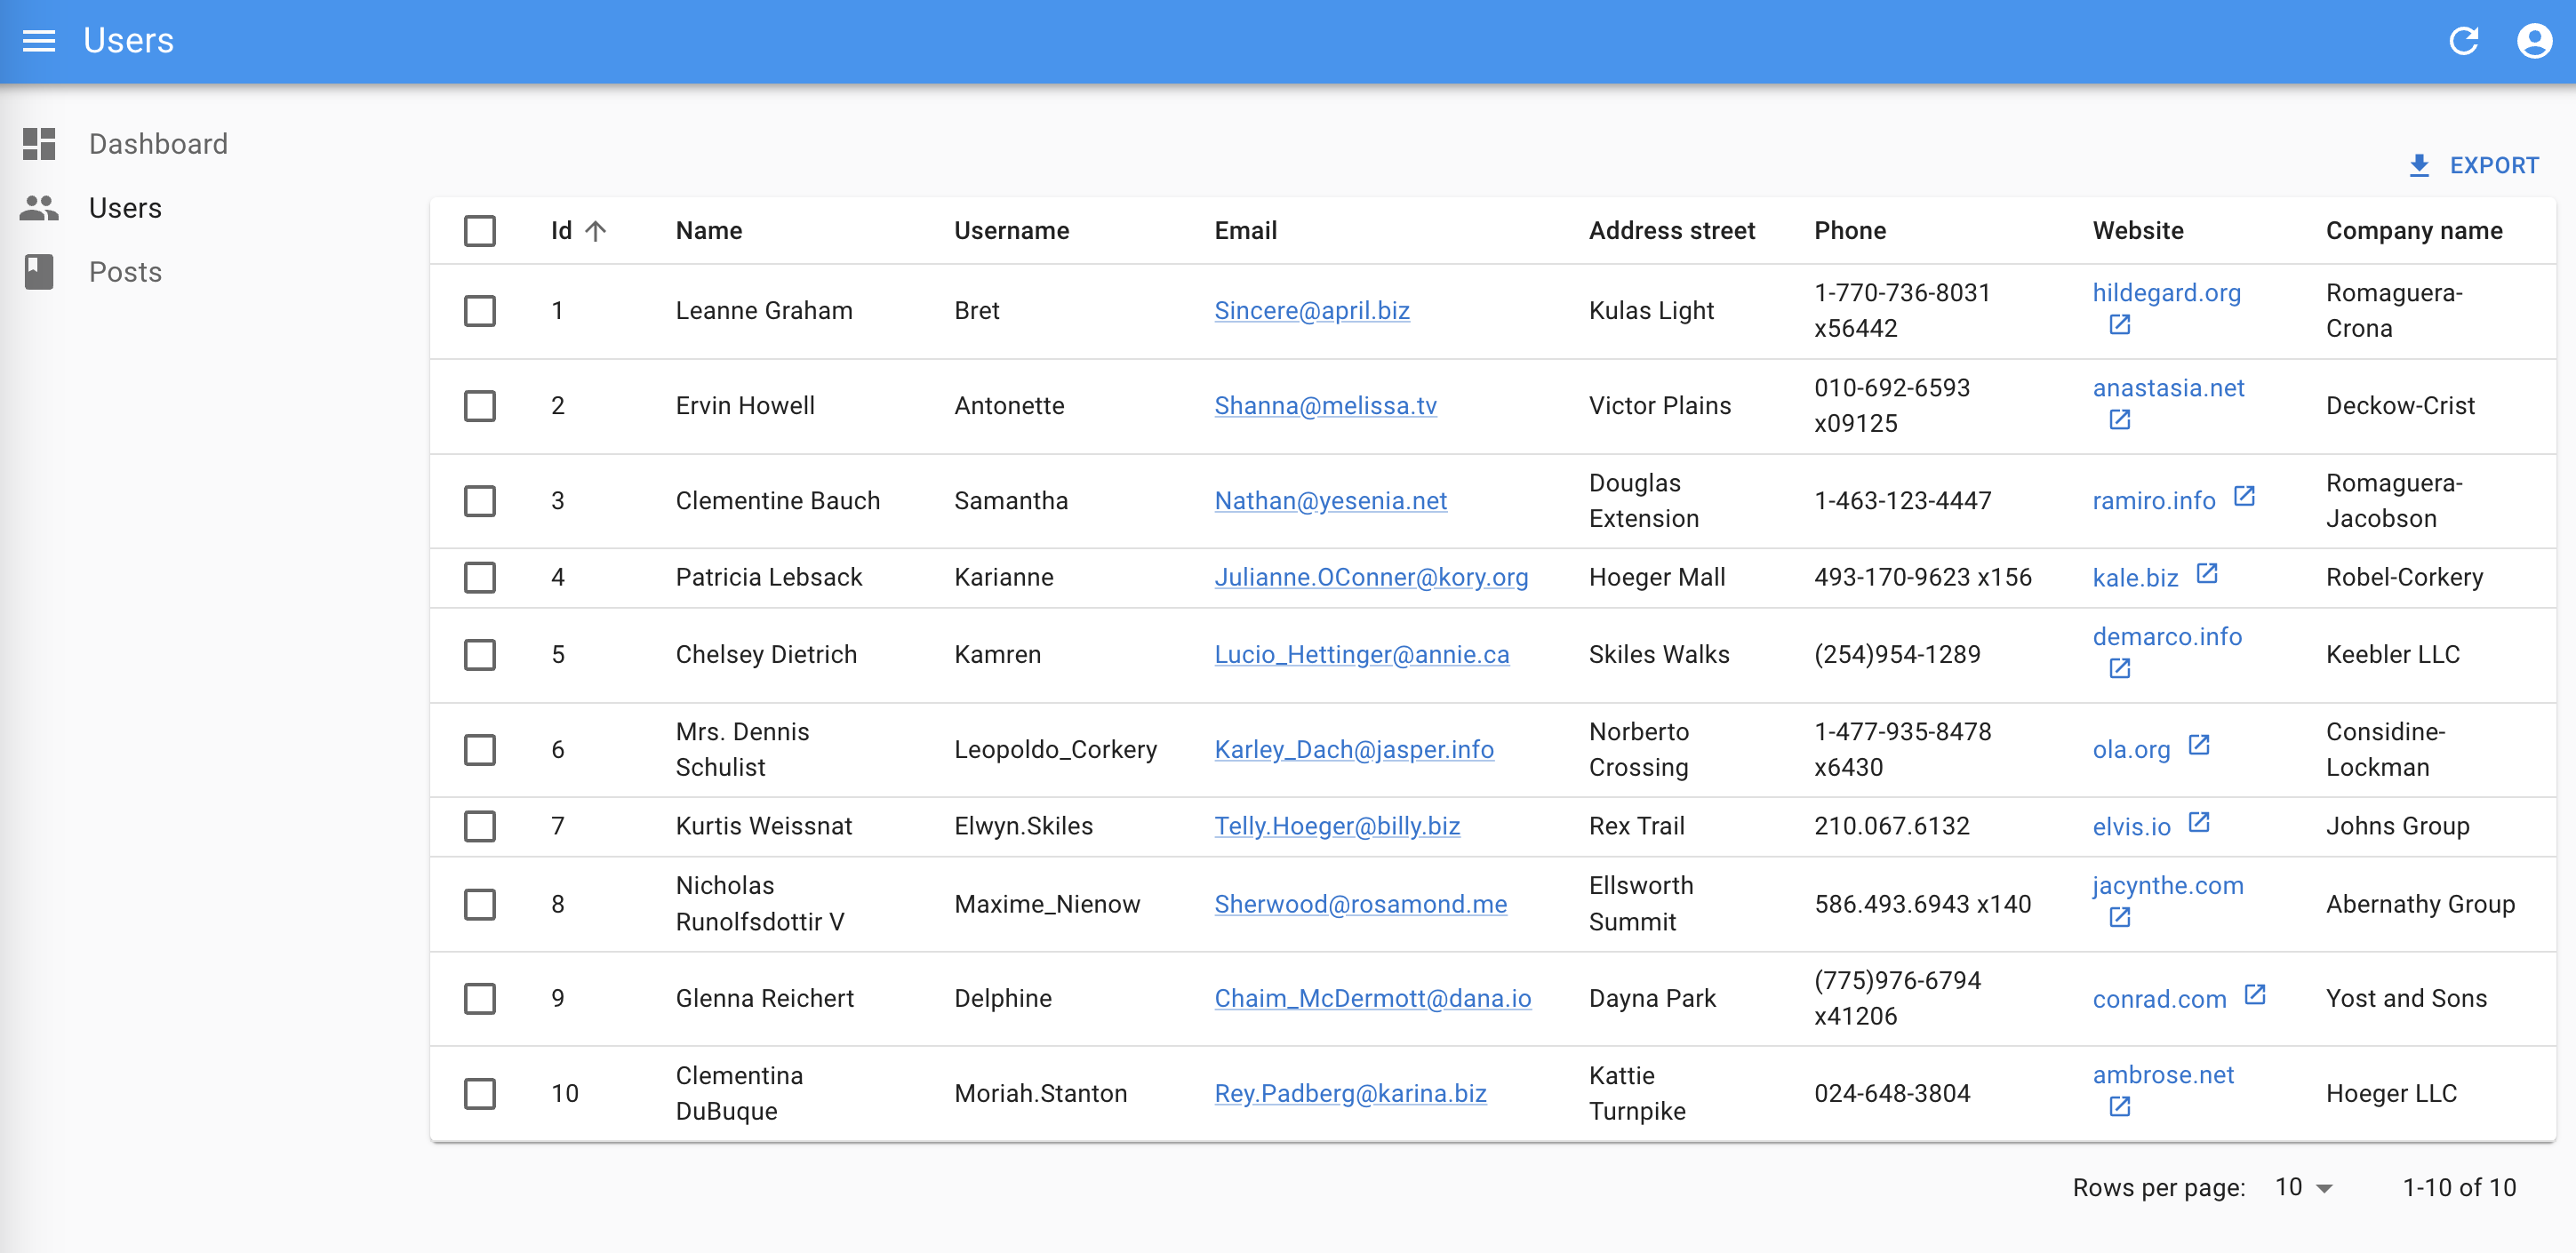 Users
Dashboard
Users
Posts
EXPORT
Id Name Username Email Address street Phone Website Company name
1 Leanne Graham Bret Sincere@april.biz Kulas Light 1-770-736-8031 x56442 hildegard.org Romaguera-Crona
2 Ervin Howell Antonette Shanna@melissa.tv Victor Plains 010-692-6593 x09125 anastasia.net Deckow-Crist
3 Clementine Bauch Samantha Nathan@yesenia.net Douglas Extension 1-463-123-4447 ramiro.info Romaguera-Jacobson
4 Patricia Lebsack Karianne Julianne.OConner@kory.org Hoeger Mall 493-170-9623 x156 kale.biz Robel-Corkery
5 Chelsey Dietrich Kamren Lucio_Hettinger@annie.ca Skiles Walks (254)954-1289 demarco.info Keebler LLC
6 Mrs. Dennis Schulist Leopoldo_Corkery Karley_Dach@jasper.info Norberto Crossing 1-477-935-8478 x6430 ola.org Considine-Lockman
7 Kurtis Weissnat Elwyn.Skiles Telly.Hoeger@billy.biz Rex Trail 210.067.6132 elvis.io Johns Group
8 Nicholas Runolfsdottir V Maxime_Nienow Sherwood@rosamond.me Ellsworth Summit 586.493.6943 x140 jacynthe.com Abernathy Group
9 Glenna Reichert Delphine Chaim_McDermott@dana.io Dayna Park (775)976-6794 x41206 conrad.com Yost and Sons
10 Clementina DuBuque Moriah.Stanton Rey.Padberg@karina.biz Kattie Turnpike 024-648-3804 ambrose.net Hoeger LLC
Rows per page: 10 1-10 of 10